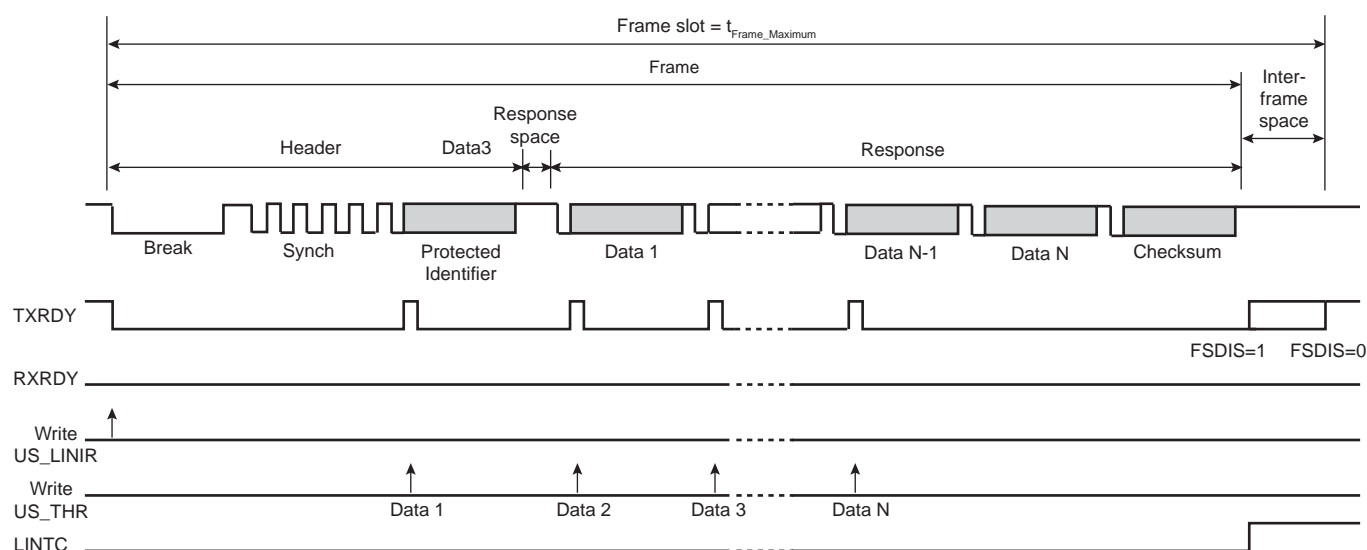 Frame slot = tFrame_Maximum
Frame
Inter-
frame
space
Response
space
Header
Data3
Response
Break
Synch
Protected
Identifier
Data 1
Data N-1
Data N
Checksum
TXRDY
FSDIS=1
FSDIS=0
RXRDY
Write
US_LINIR
Write
US_THR
Data 1
Data 2
Data 3
Data N
LINTC